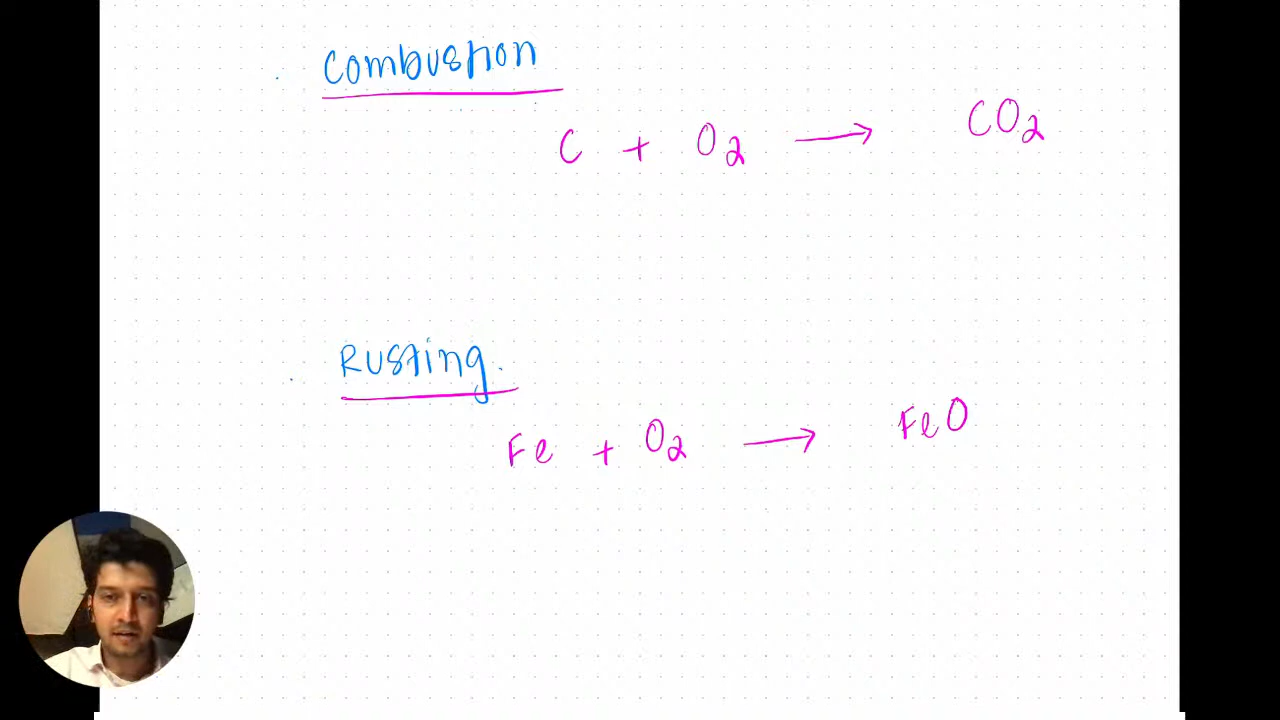 Combustion
C + O2 → CO2
Rusting.
Fe + O2 → FeO